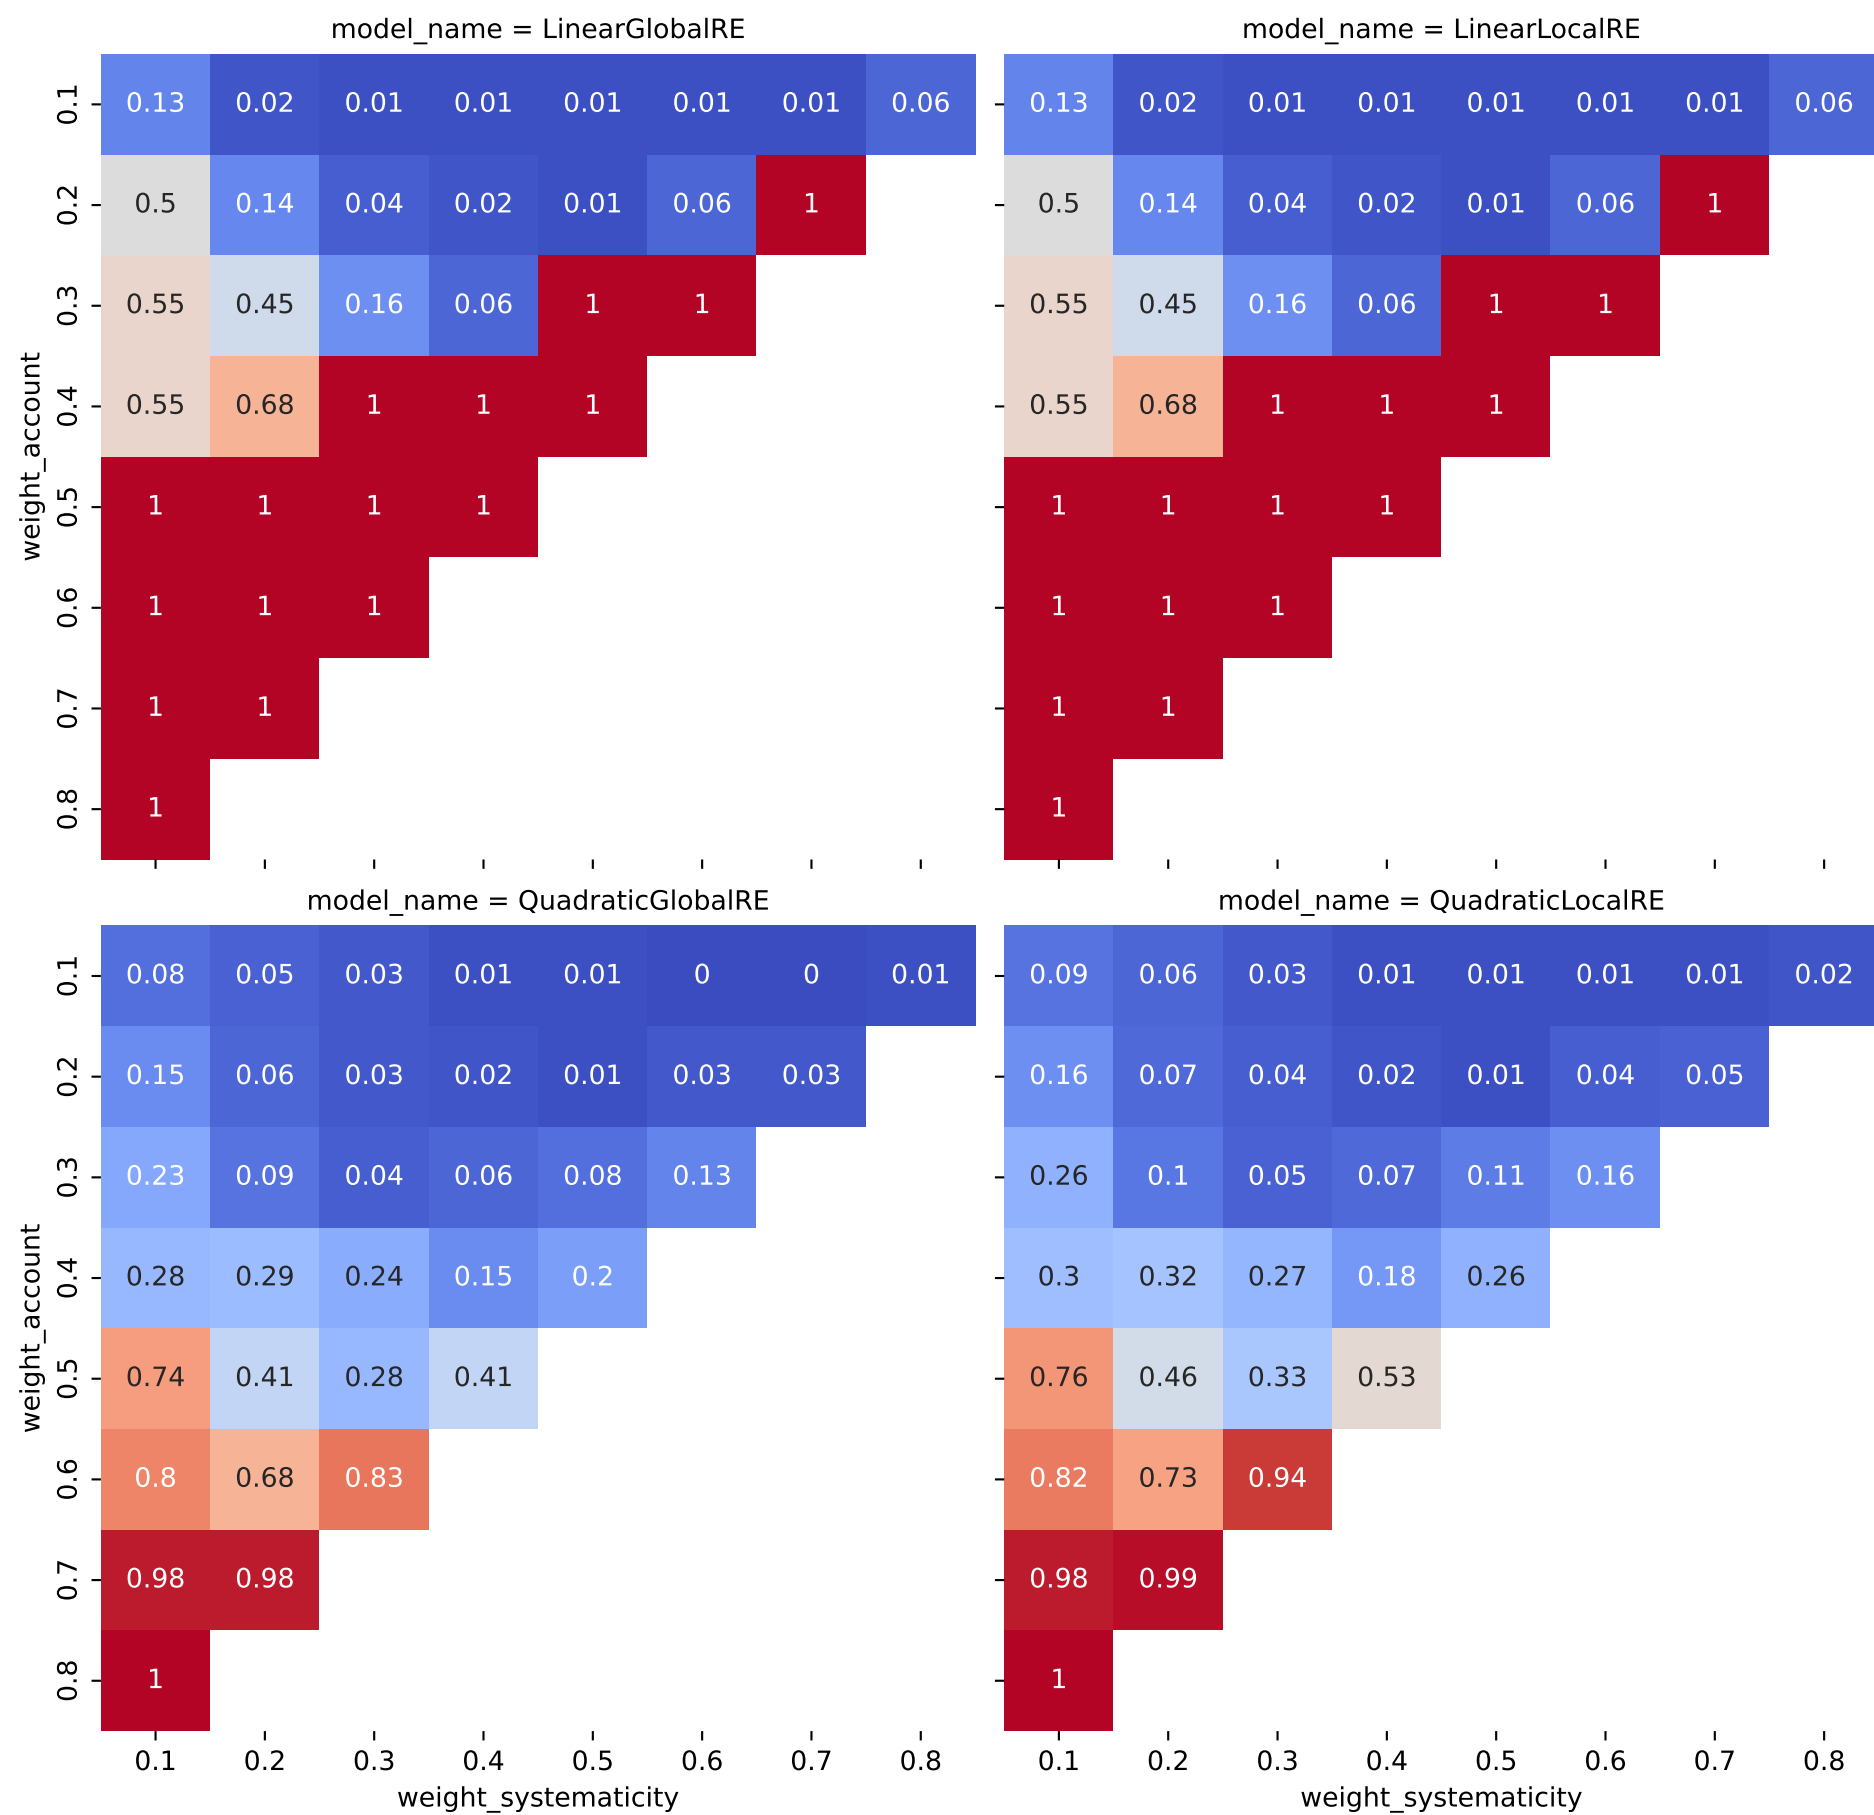 model_name = LinearGlobalRE
0.1 0.13 0.02 0.01 0.01 0.01 0.01 0.01 0.06
0.2 0.5 0.14 0.04 0.02 0.01 0.06 1
0.3 0.55 0.45 0.16 0.06 1 1
0.4 0.55 0.68 1 1 1
0.5 1 1 1 1
0.6 1 1 1
0.7 1 1
0.8 1
weight_account
model_name = LinearLocalRE
0.13 0.02 0.01 0.01 0.01 0.01 0.01 0.06
0.5 0.14 0.04 0.02 0.01 0.06 1
0.55 0.45 0.16 0.06 1 1
0.55 0.68 1 1 1
1 1 1 1
1 1 1
1 1
1
model_name = QuadraticGlobalRE
0.1 0.08 0.05 0.03 0.01 0.01 0 0 0.01
0.2 0.15 0.06 0.03 0.02 0.01 0.03 0.03
0.3 0.23 0.09 0.04 0.06 0.08 0.13
0.4 0.28 0.29 0.24 0.15 0.2
0.5 0.74 0.41 0.28 0.41
0.6 0.8 0.68 0.83
0.7 0.98 0.98
0.8 1
weight_account
0.1 0.2 0.3 0.4 0.5 0.6 0.7 0.8
weight_systematicity
model_name = QuadraticLocalRE
0.09 0.06 0.03 0.01 0.01 0.01 0.01 0.02
0.16 0.07 0.04 0.02 0.01 0.04 0.05
0.26 0.1 0.05 0.07 0.11 0.16
0.3 0.32 0.27 0.18 0.26
0.76 0.46 0.33 0.53
0.82 0.73 0.94
0.98 0.99
1
0.1 0.2 0.3 0.4 0.5 0.6 0.7 0.8
weight_systematicity